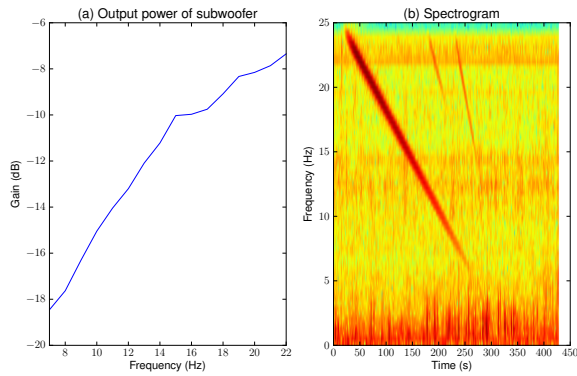 (a) Output power of subwoofer
−6
−8
−10
−12
−14
−16
−18
−20
Gain (dB)
8 10 12 14 16 18 20 22
Frequency (Hz)
(b) Spectrogram
25
20
15
10
5
0
Frequency (Hz)
0 50 100 150 200 250 300 350 400 450
Time (s)